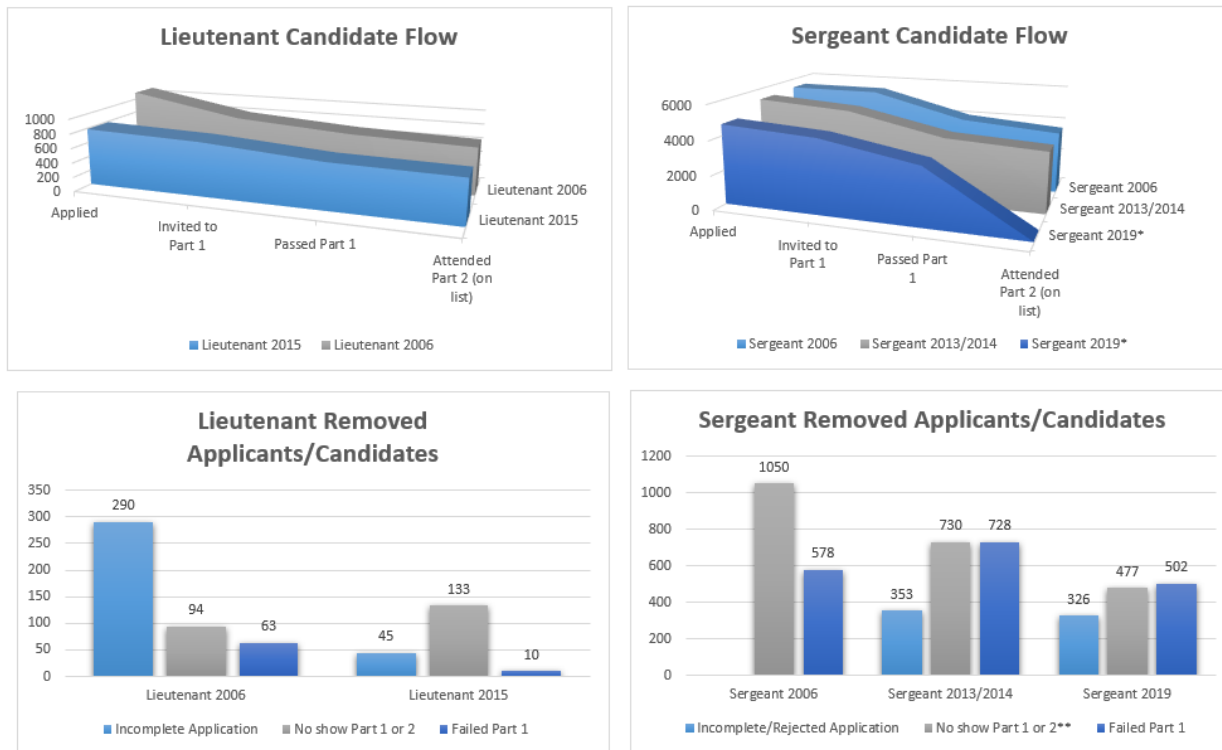 Lieutenant Candidate Flow
1000
800
600
400
200
0
Applied
Invited to
Part 1
Passed Part 1
Attended
Part 2 (on
list)
Lieutenant 2006
Lieutenant 2015
Lieutenant 2015
Lieutenant 2006
Sergeant Candidate Flow
6000
4000
2000
0
Applied
Invited to
Part 1
Passed Part
1
Attended
Part 2 (on
list)
Sergeant 2006
Sergeant 2013/2014
Sergeant 2019*
Sergeant 2006
Sergeant 2013/2014
Sergeant 2019*
Lieutenant Removed
Applicants/Candidates
350
300
250
200
150
100
50
0
290
94
63
45
133
10
Lieutenant 2006
Lieutenant 2015
Incomplete Application
No show Part 1 or 2
Failed Part 1
Sergeant Removed Applicants/Candidates
1200
1000
800
600
400
200
0
1050
578
353
730
728
326
477
502
Sergeant 2006
Sergeant 2013/2014
Sergeant 2019
Incomplete/Rejected Application
No show Part 1 or 2**
Failed Part 1